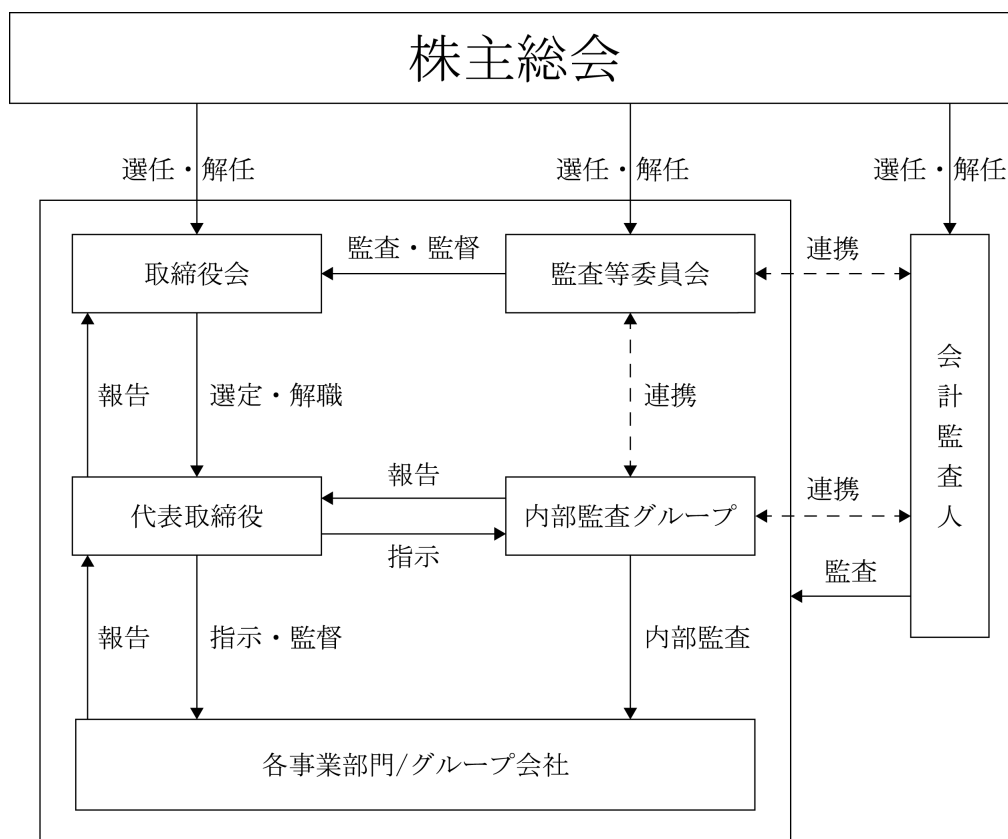 株主総会
選任・解任
選任・解任
選任・解任
取締役会
監査・監督
監査等委員会
連携
報告
選定・解職
連携
会計監査人
代表取締役
報告
指示
内部監査グループ
連携
監査
報告
指示・監督
内部監査
各事業部門/グループ会社